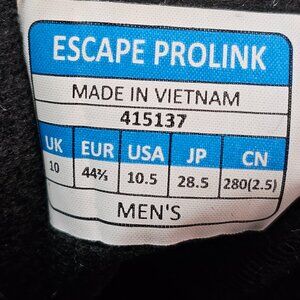 ESCAPE PROLINK
MADE IN VIETNAM
415137
UK EUR USA JP CN
10 44⅔ 10.5 28.5 280(2.5)
MEN'S